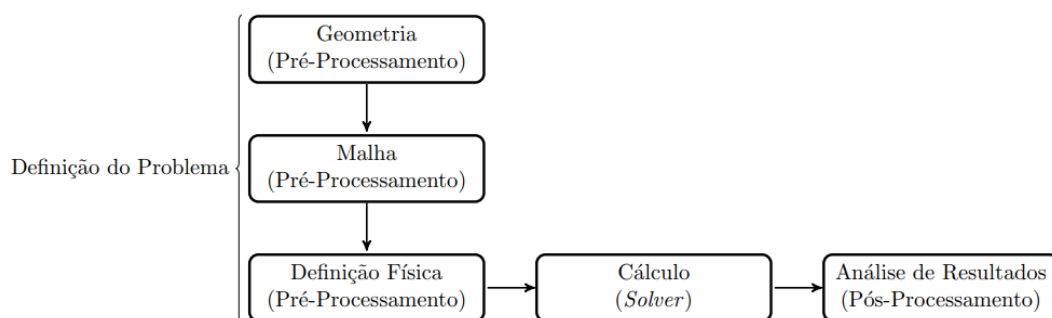 Geometria
(Pré-Processamento)
Definição do Problema
Malha
(Pré-Processamento)
Definição Física
(Pré-Processamento)
Cálculo
(Solver)
Análise de Resultados
(Pós-Processamento)